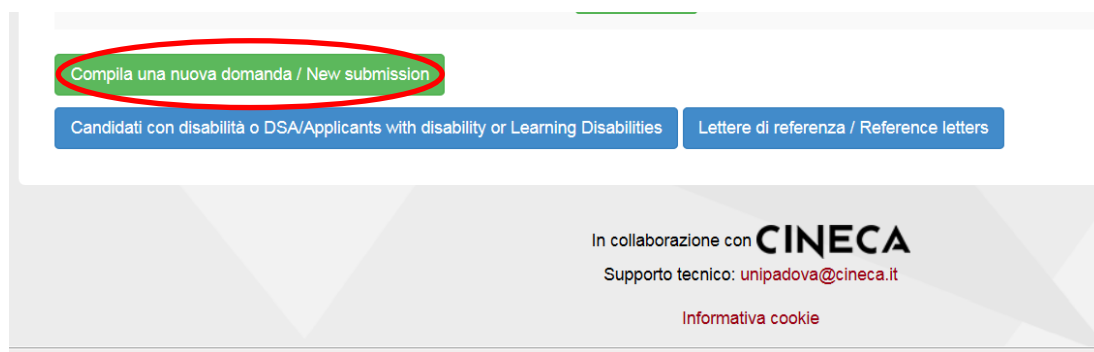 Compila una nuova domanda / New submission
Candidati con disabilità o DSA/Applicants with disability or Learning Disabilities
Lettere di referenza / Reference letters
In collaborazione con CINECA
Supporto tecnico: unipadova@cineca.it
Informativa cookie